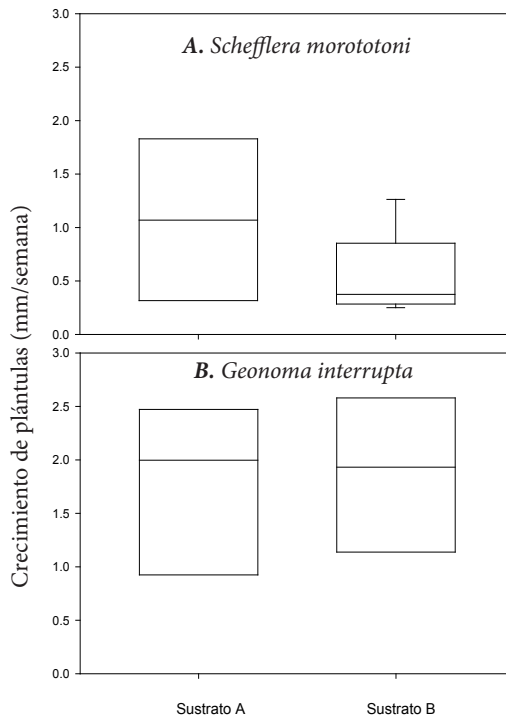 Crecimiento de plántulas (mm/semana)
A. Schefflera morototoni
3.0
2.5
2.0
1.5
1.0
0.5
0.0
B. Geonoma interrupta
3.0
2.5
2.0
1.5
1.0
0.5
0.0
Sustrato A
Sustrato B